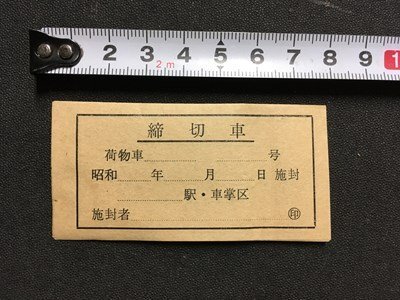 2 3 4 5 6 7 8 9 1
2m
締切車
荷物車 号
昭和 年 月 日 施封
駅・車掌区
施封者 ㊞